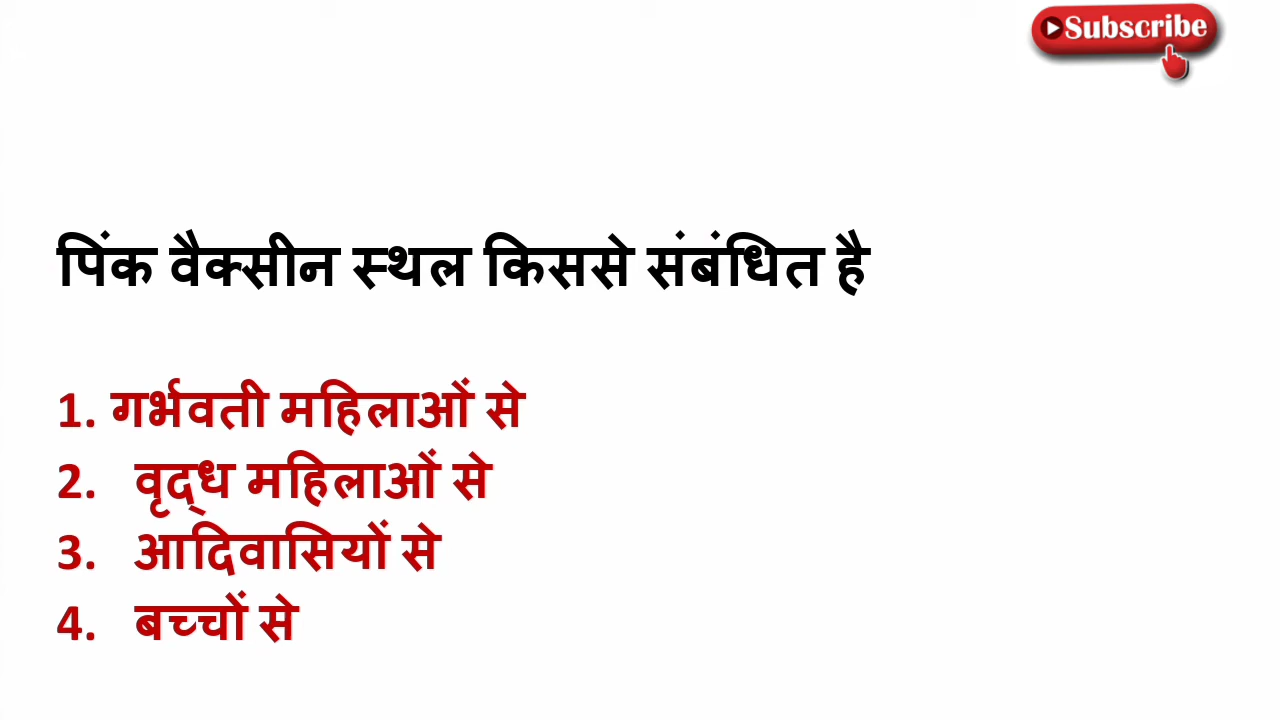 Subscribe
पिंक वैक्सीन स्थल किससे संबंधित है
1. गर्भवती महिलाओं से
2. वृद्ध महिलाओं से
3. आदिवासियों से
4. बच्चों से